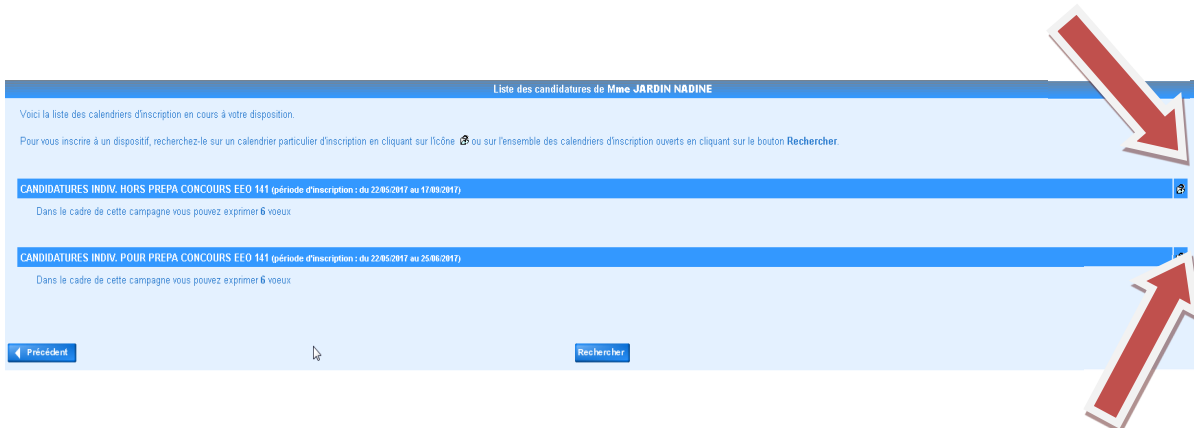 Liste des candidatures de Mme JARDIN NADINE
Voici la liste des calendriers d'inscription en cours à votre disposition.
Pour vous inscrire à un dispositif, recherchez-le sur un calendrier particulier d'inscription en cliquant sur l'icône ou sur l'ensemble des calendriers d'inscription ouverts en cliquant sur le bouton Rechercher.
CANDIDATURES INDIV. HORS PREPA CONCOURS EEO 141 (période d'inscription : du 22/05/2017 au 17/09/2017)
Dans le cadre de cette campagne vous pouvez exprimer 6 voeux
CANDIDATURES INDIV. POUR PREPA CONCOURS EEO 141 (période d'inscription : du 22/05/2017 au 25/06/2017)
Dans le cadre de cette campagne vous pouvez exprimer 6 voeux
Précédent
Rechercher